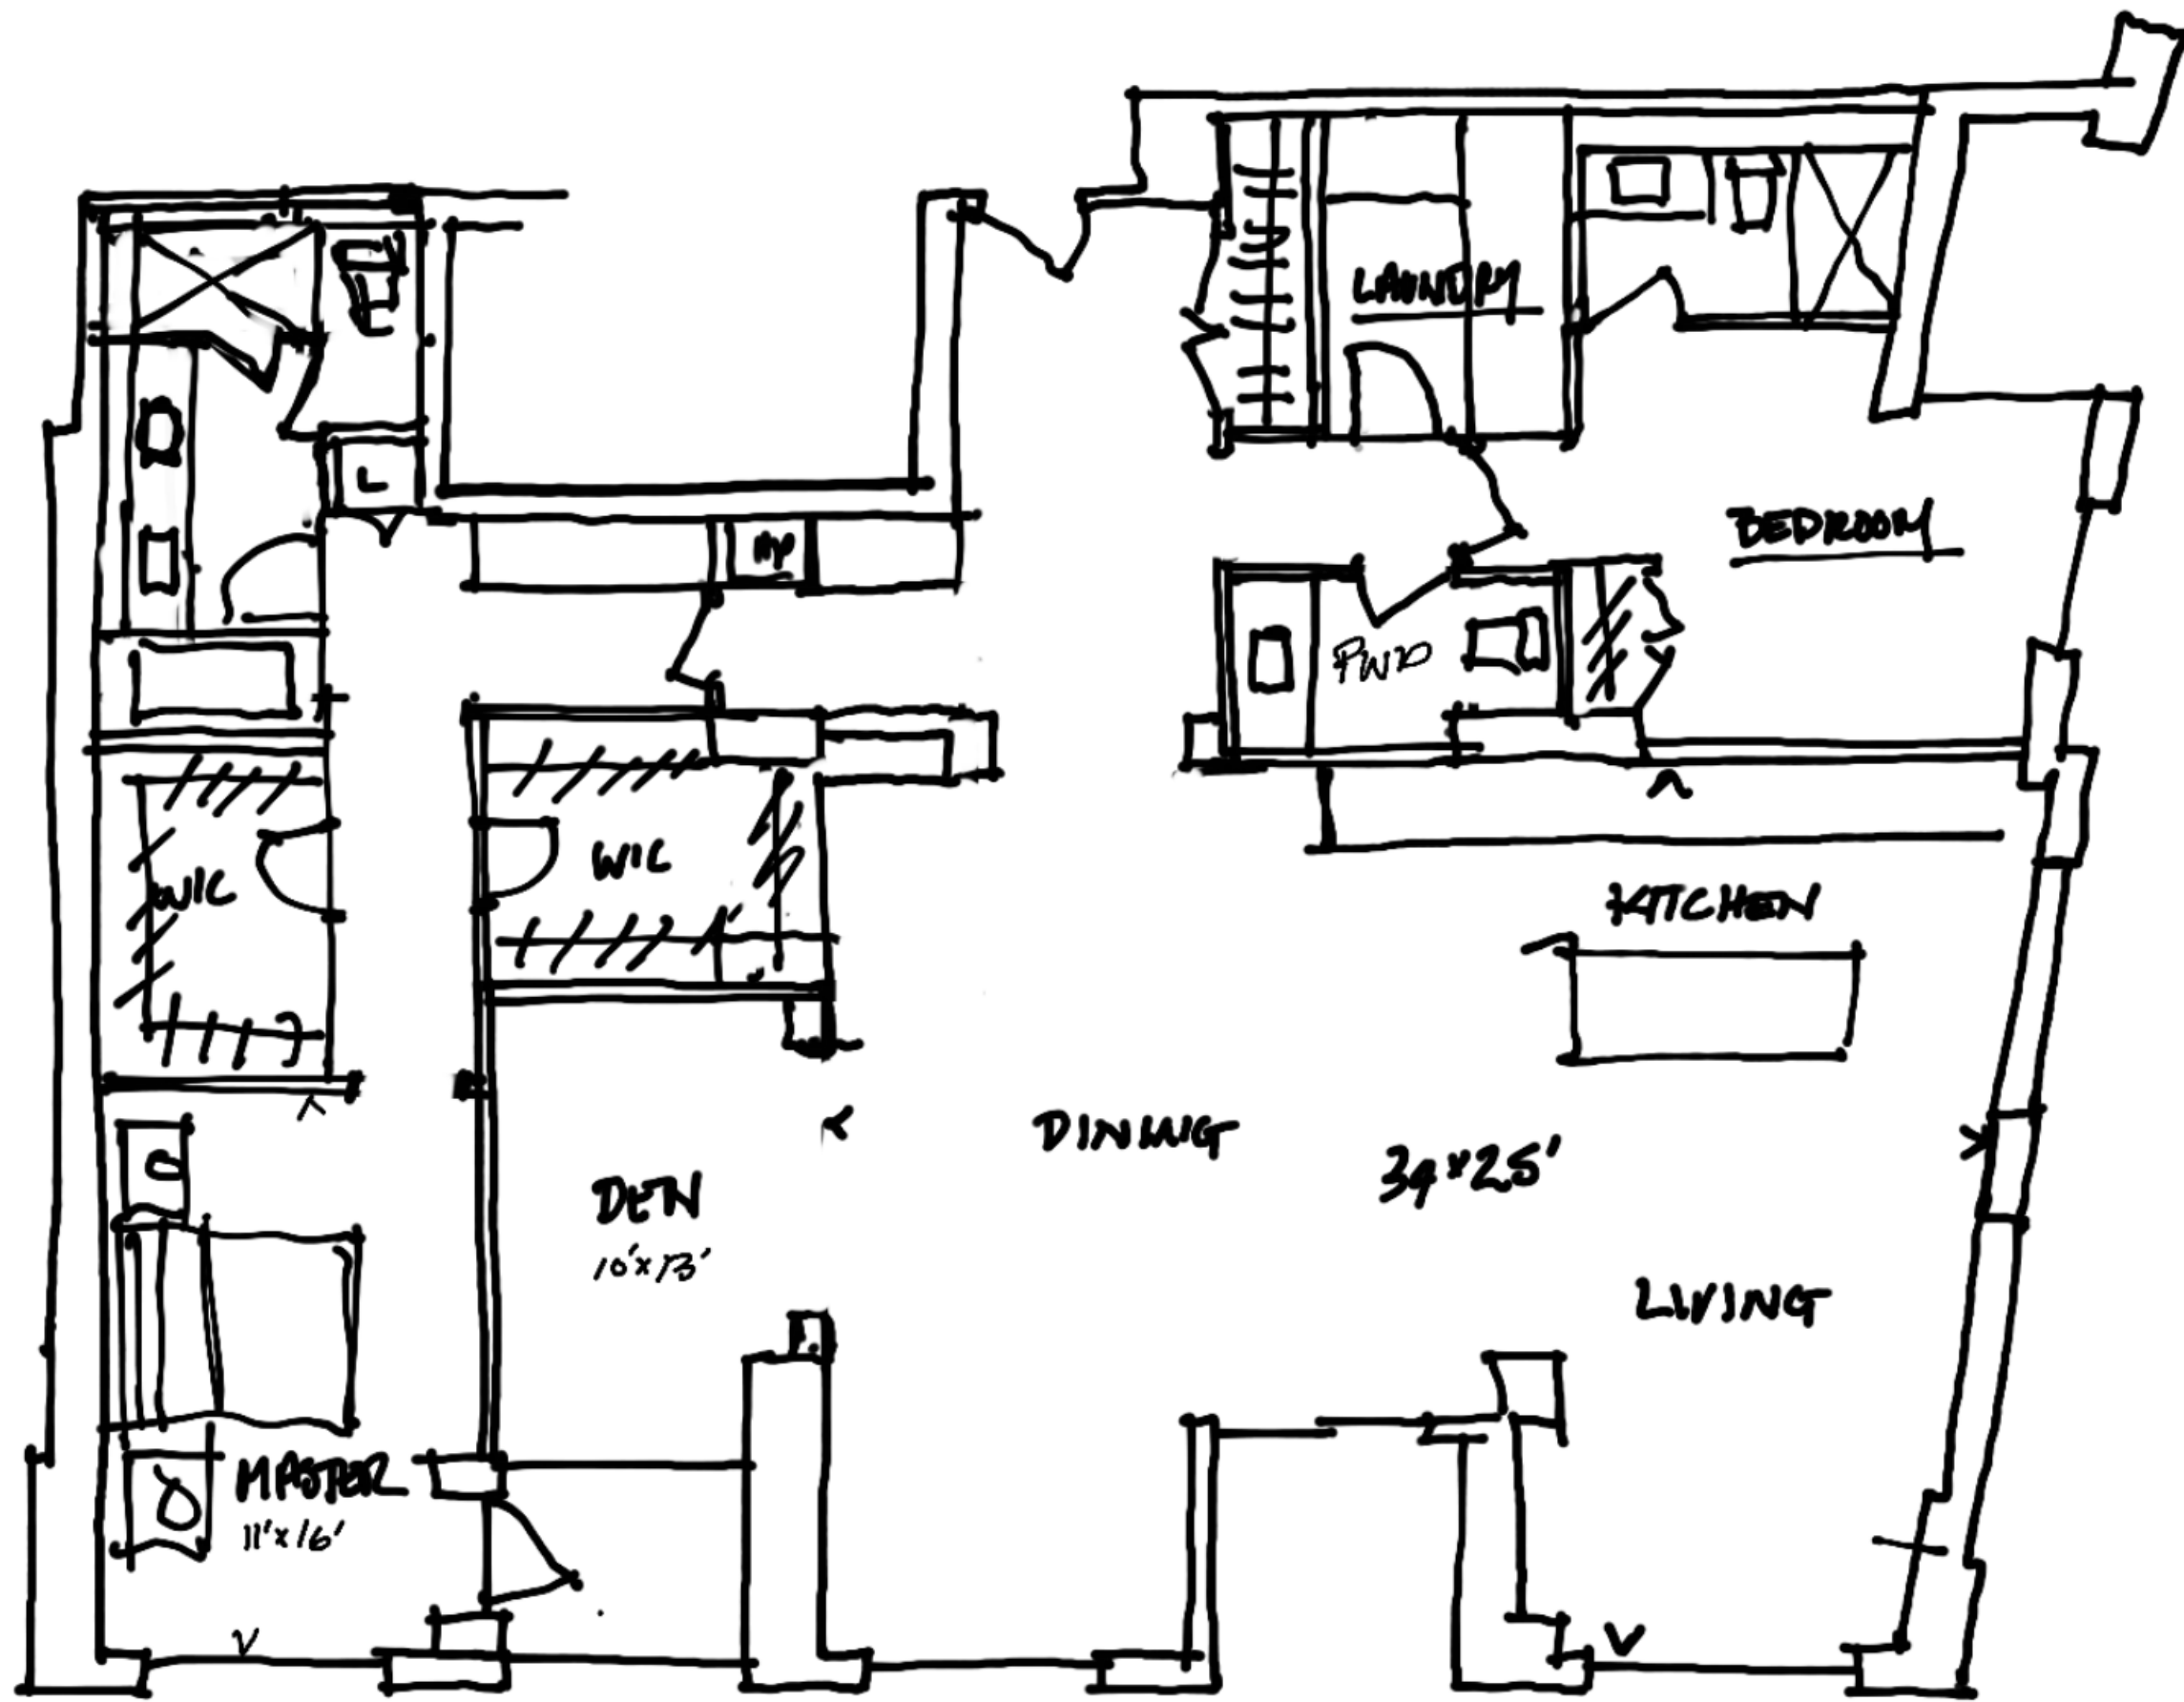 LAUNDRY
L
BEDROOM
PWD
WIC
WIC
KITCHEN
DINING
34'x25'
DEN
10'x13'
LIVING
MASTER
11'x16'